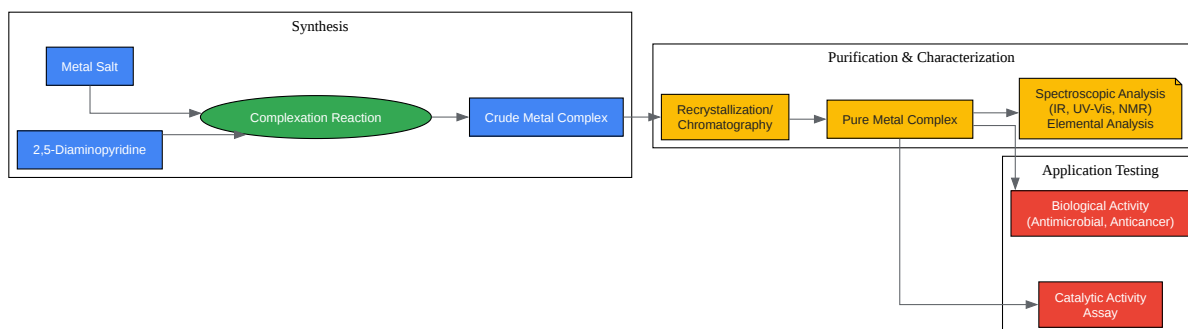 Synthesis
Metal Salt
2,5-Diaminopyridine
Complexation Reaction
Crude Metal Complex
Purification & Characterization
Recrystallization/
Chromatography
Pure Metal Complex
Spectroscopic Analysis
(IR, UV-Vis, NMR)
Elemental Analysis
Application Testing
Biological Activity
(Antimicrobial, Anticancer)
Catalytic Activity
Assay